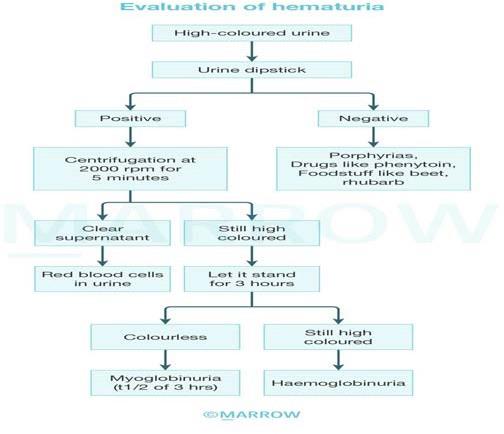 Evaluation of hematuria
High-coloured urine
Urine dipstick
Positive
Negative
Centrifugation at
2000 rpm for
5 minutes
Porphyrias,
Drugs like phenytoin,
Foodstuff like beet,
rhubarb
MARROW
Clear
supernatant
Still high
coloured
Red blood cells
in urine
Let it stand
for 3 hours
Colourless
Still high
coloured
Myoglobinuria
(t1/2 of 3 hrs)
Haemoglobinuria
©MARROW